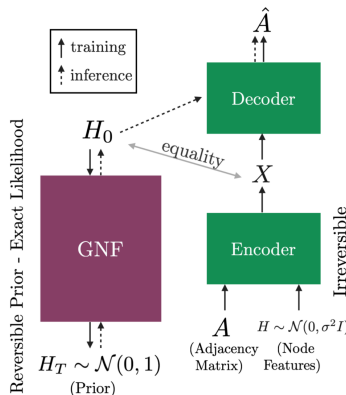 Â
training
inference
Decoder
H₀
equality
X
Reversible Prior - Exact Likelihood
GNF
Encoder
Irreversible
H_T ∼ 𝒩(0, 1)
(Prior)
A
(Adjacency
Matrix)
H ∼ 𝒩(0, σ²I)
(Node
Features)